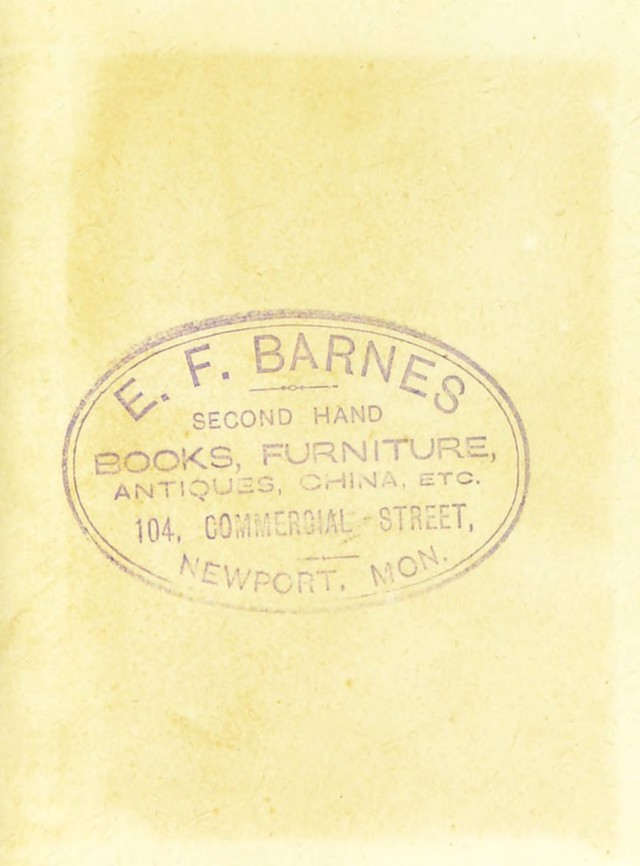 E. F. BARNES
SECOND HAND
BOOKS, FURNITURE,
ANTIQUES, CHINA, ETC.
104, COMMERCIAL STREET,
NEWPORT, MON.